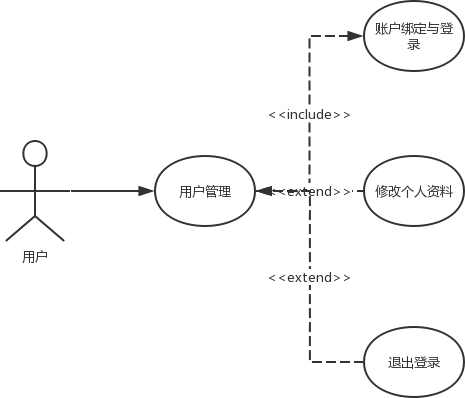 账户绑定与登
录
<<include>>
用户管理
<<extend>>
修改个人资料
用户
<<extend>>
退出登录